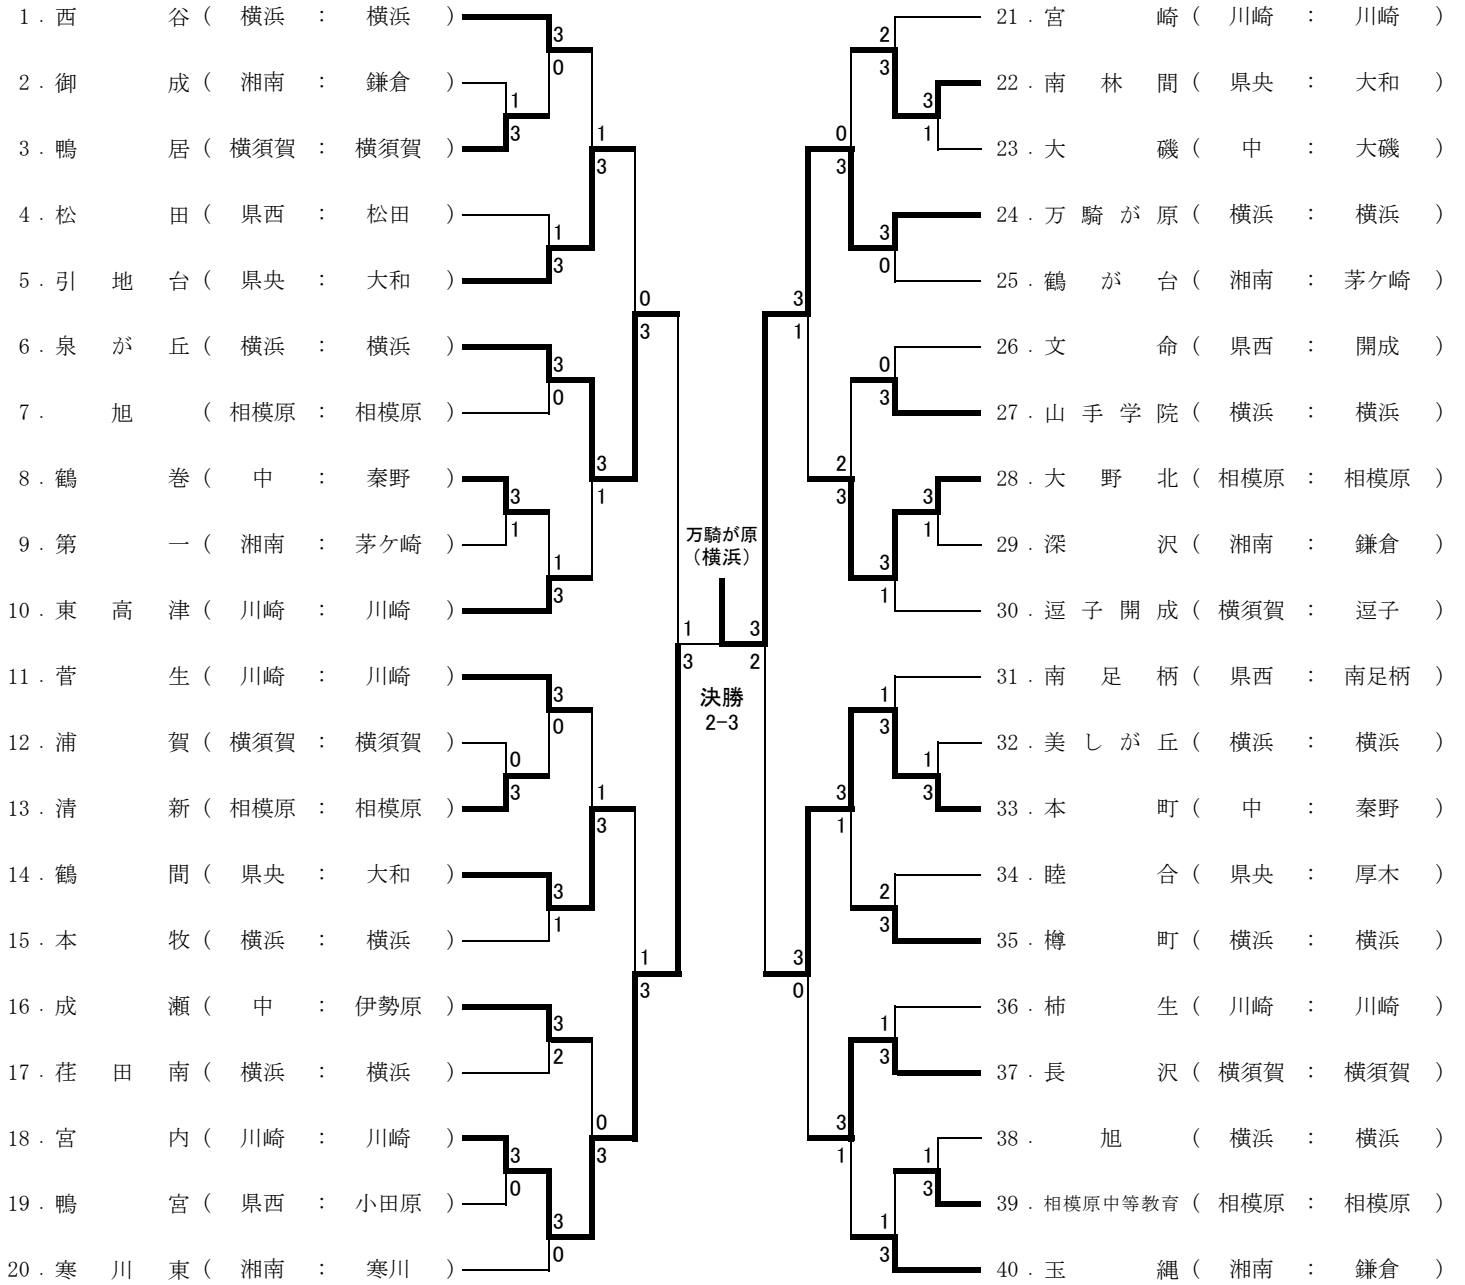 1．西谷（横浜：横浜）
2．御成（湘南：鎌倉）
3．鴨居（横須賀：横須賀）
4．松田（県西：松田）
5．引地台（県央：大和）
6．泉が丘（横浜：横浜）
7．旭（相模原：相模原）
8．鶴巻（中：秦野）
9．第一（湘南：茅ケ崎）
10．東高津（川崎：川崎）
11．菅生（川崎：川崎）
12．浦賀（横須賀：横須賀）
13．清新（相模原：相模原）
14．鶴間（県央：大和）
15．本牧（横浜：横浜）
16．成瀬（中：伊勢原）
17．荏田南（横浜：横浜）
18．宮内（川崎：川崎）
19．鴨宮（県西：小田原）
20．寒川東（湘南：寒川）
3
0
1
3
1
3
1
3
0
3
3
0
3
1
3
1
1
3
1
3
3
0
0
3
1
3
3
1
1
3
3
2
0
3
3
0
3
0
万騎が原
（横浜）
3
2
決勝
2-3
2
3
3
1
0
3
3
0
3
1
0
3
2
3
3
1
3
1
1
3
1
3
3
1
2
3
3
0
1
3
3
1
1
3
1
3
21．宮崎（川崎：川崎）
22．南林間（県央：大和）
23．大磯（中：大磯）
24．万騎が原（横浜：横浜）
25．鶴が台（湘南：茅ケ崎）
26．文命（県西：開成）
27．山手学院（横浜：横浜）
28．大野北（相模原：相模原）
29．深沢（湘南：鎌倉）
30．逗子開成（横須賀：逗子）
31．南足柄（県西：南足柄）
32．美しが丘（横浜：横浜）
33．本町（中：秦野）
34．睦合（県央：厚木）
35．樽町（横浜：横浜）
36．柿生（川崎：川崎）
37．長沢（横須賀：横須賀）
38．旭（横浜：横浜）
39．相模原中等教育（相模原：相模原）
40．玉縄（湘南：鎌倉）